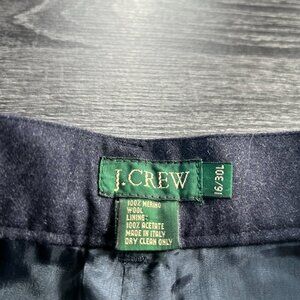 J.CREW
16/30L
100% MERINO
WOOL
LINING:
100% ACETATE
MADE IN ITALY
DRY CLEAN ONLY